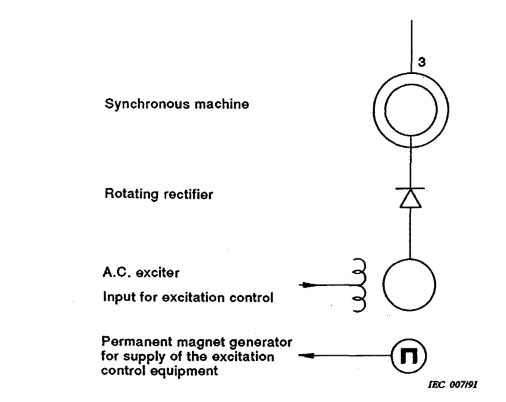 3
Synchronous machine
Rotating rectifier
A.C. exciter
Input for excitation control
Permanent magnet generator
for supply of the excitation
control equipment
IEC 007/91